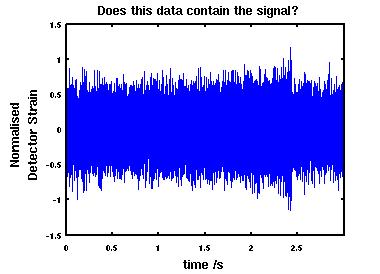 Does this data contain the signal?
1.5
1
0.5
0
-0.5
-1
-1.5
Normalised
Detector Strain
0 0.5 1 1.5 2 2.5
time /s